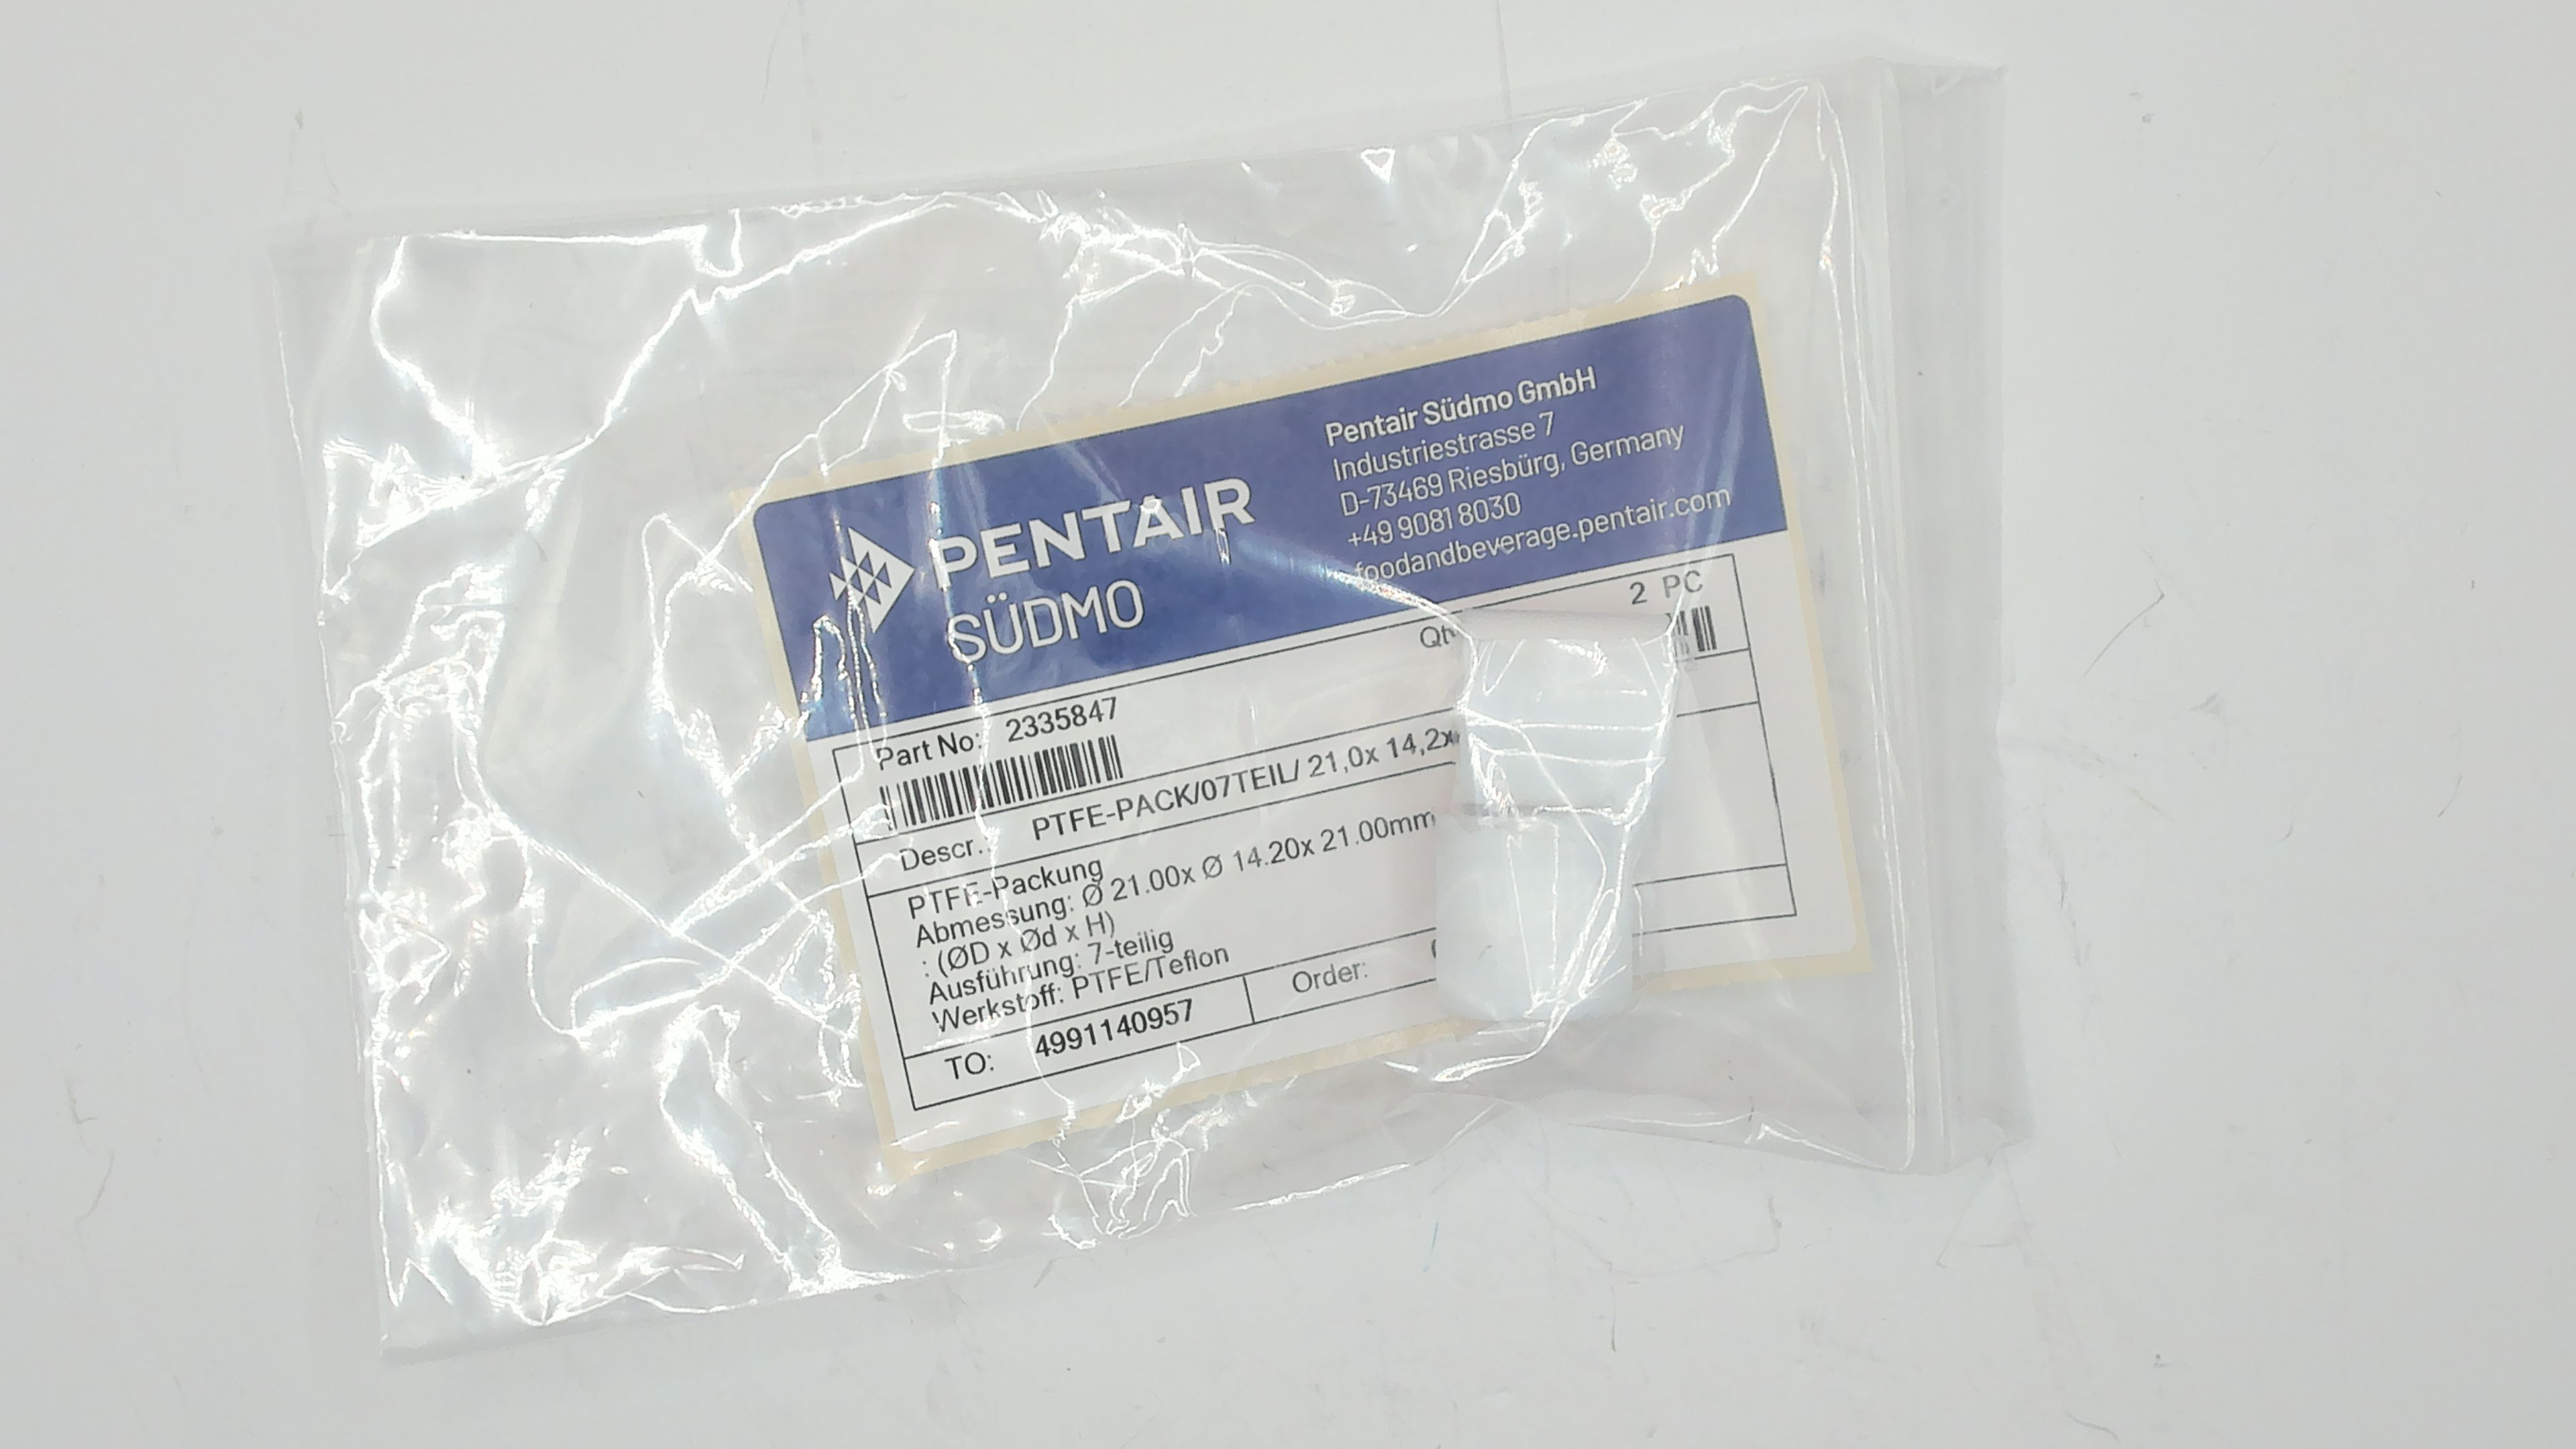 PENTAIR
SÜDMO
Pentair Südmo GmbH
Industriestrasse 7
D-73469 Riesbürg, Germany
+49 9081 8030
foodandbeverage.pentair.com
Part No: 2335847
2 PC
Descr.: PTFE-PACK/07TEIL/ 21,0x 14,2x
PTFE-Packung
Abmessung: Ø 21.00x Ø 14.20x 21.00mm
: (ØD x Ød x H)
Ausführung: 7-teilig
Werkstoff: PTFE/Teflon
TO: 4991140957
Order: